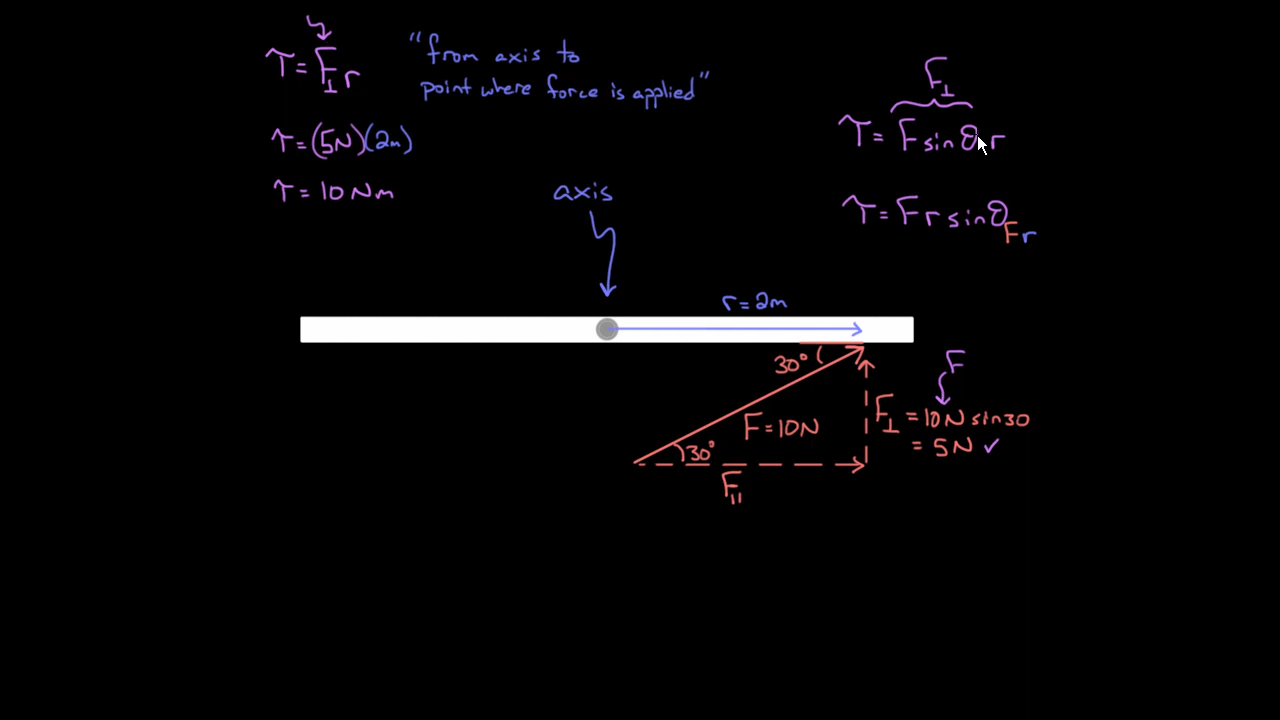 τ = F⊥ r
"from axis to
point where force is applied"
τ = (5N)(2m)
τ = 10 Nm
axis
F⊥
τ = F sin θ r
τ = F r sin θ Fr
r = 2m
30°
F = 10N
30°
F||
F
F⊥ = 10N sin30
= 5N ✓